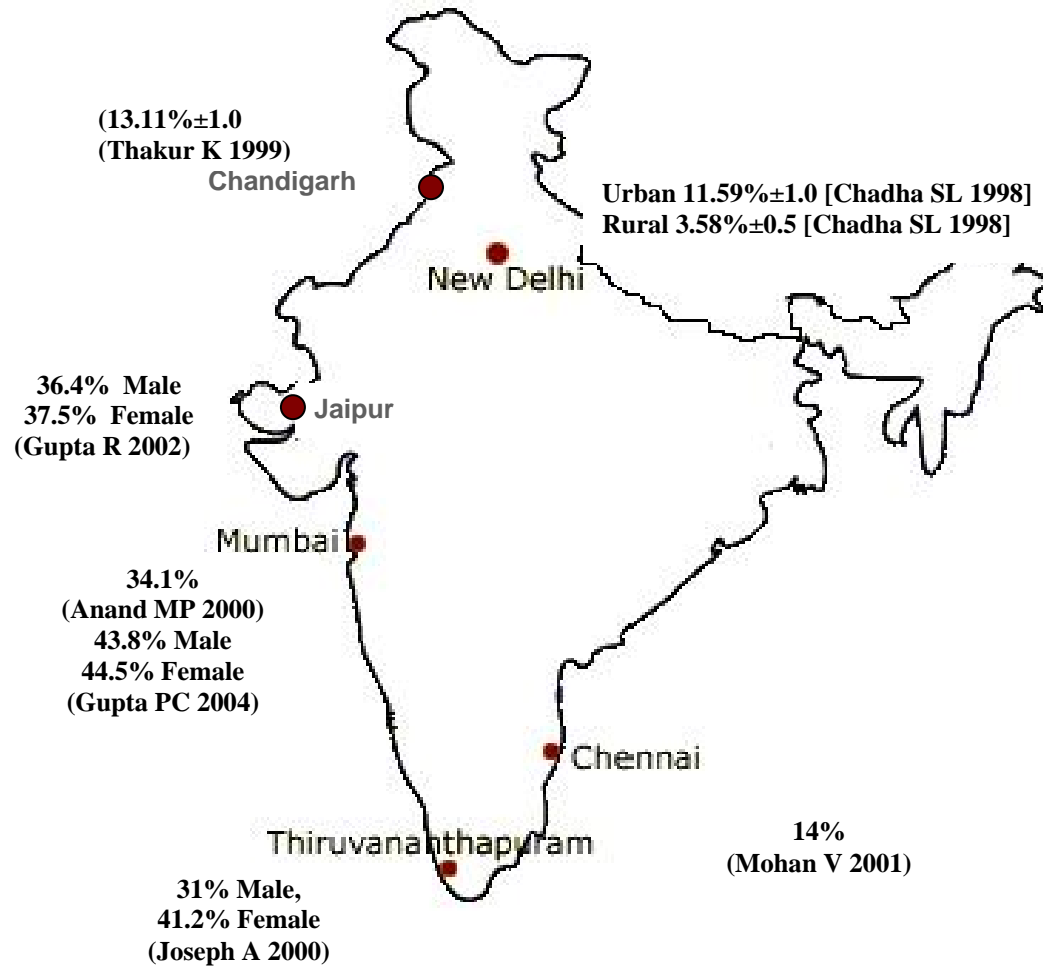 (13.11%±1.0
(Thakur K 1999)
Chandigarh
Urban 11.59%±1.0 [Chadha SL 1998]
Rural 3.58%±0.5 [Chadha SL 1998]
New Delhi
36.4% Male
37.5% Female
(Gupta R 2002)
Jaipur
Mumbai
34.1%
(Anand MP 2000)
43.8% Male
44.5% Female
(Gupta PC 2004)
Chennai
14%
(Mohan V 2001)
Thiruvananthapuram
31% Male,
41.2% Female
(Joseph A 2000)